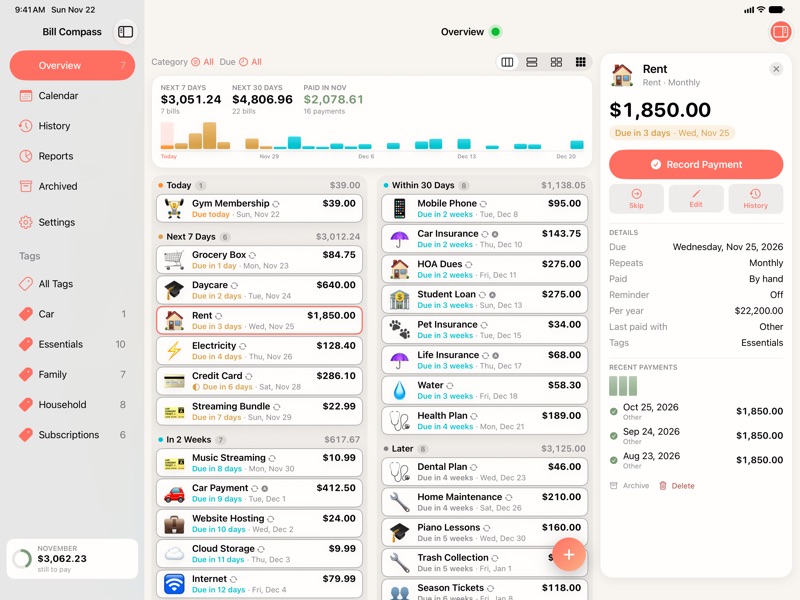 9:41 AM Sun Nov 22
Bill Compass
Overview 7
Calendar
History
Reports
Archived
Settings
Tags
All Tags
Car 1
Essentials 10
Family 7
Household 8
Subscriptions 6
NOVEMBER
$3,062.23
still to pay
Overview
Category All Due All
NEXT 7 DAYS
$3,051.24
7 bills
NEXT 30 DAYS
$4,806.96
22 bills
PAID IN NOV
$2,078.61
16 payments
Today Nov 29 Dec 6 Dec 13 Dec 20
Today 1 $39.00
Gym Membership $39.00
Due today · Sun, Nov 22
Next 7 Days 6 $3,012.24
Grocery Box $84.75
Due in 1 day · Mon, Nov 23
Daycare $640.00
Due in 2 days · Tue, Nov 24
Rent $1,850.00
Due in 3 days · Wed, Nov 25
Electricity $128.40
Due in 4 days · Thu, Nov 26
Credit Card $286.10
Due in 6 days · Sat, Nov 28
Streaming Bundle $22.99
Due in 7 days · Sun, Nov 29
In 2 Weeks 7 $617.67
Music Streaming $10.99
Due in 8 days · Mon, Nov 30
Car Payment $412.50
Due in 9 days · Tue, Dec 1
Website Hosting $24.00
Due in 10 days · Wed, Dec 2
Cloud Storage $9.99
Due in 11 days · Thu, Dec 3
Internet $79.99
Due in 12 days · Fri, Dec 4
Within 30 Days 8 $1,138.05
Mobile Phone $95.00
Due in 2 weeks · Tue, Dec 8
Car Insurance $143.75
Due in 2 weeks · Thu, Dec 10
HOA Dues $275.00
Due in 2 weeks · Fri, Dec 11
Student Loan $275.00
Due in 3 weeks · Sun, Dec 13
Pet Insurance $34.00
Due in 3 weeks · Tue, Dec 15
Life Insurance $68.00
Due in 3 weeks · Thu, Dec 17
Water $58.30
Due in 3 weeks · Fri, Dec 18
Health Plan $189.00
Due in 4 weeks · Mon, Dec 21
Later $3,125.00
Dental Plan $46.00
Due in 4 weeks · Wed, Dec 23
Home Maintenance $210.00
Due in 4 weeks · Sat, Dec 26
Piano Lessons $160.00
Due in 5 weeks · Wed, Dec 30
Trash Collection
Due in 5 weeks · Fri, Jan 1
Season Tickets $118.00
Due in 6 weeks · Fri, Jan 8
Rent
Rent · Monthly
$1,850.00
Due in 3 days · Wed, Nov 25
Record Payment
Skip
Edit
History
DETAILS
Due Wednesday, Nov 25, 2026
Repeats Monthly
Paid By hand
Reminder Off
Per year $22,200.00
Last paid with Other
Tags Essentials
RECENT PAYMENTS
Oct 25, 2026 $1,850.00
Other
Sep 24, 2026 $1,850.00
Other
Aug 23, 2026 $1,850.00
Other
Archive Delete